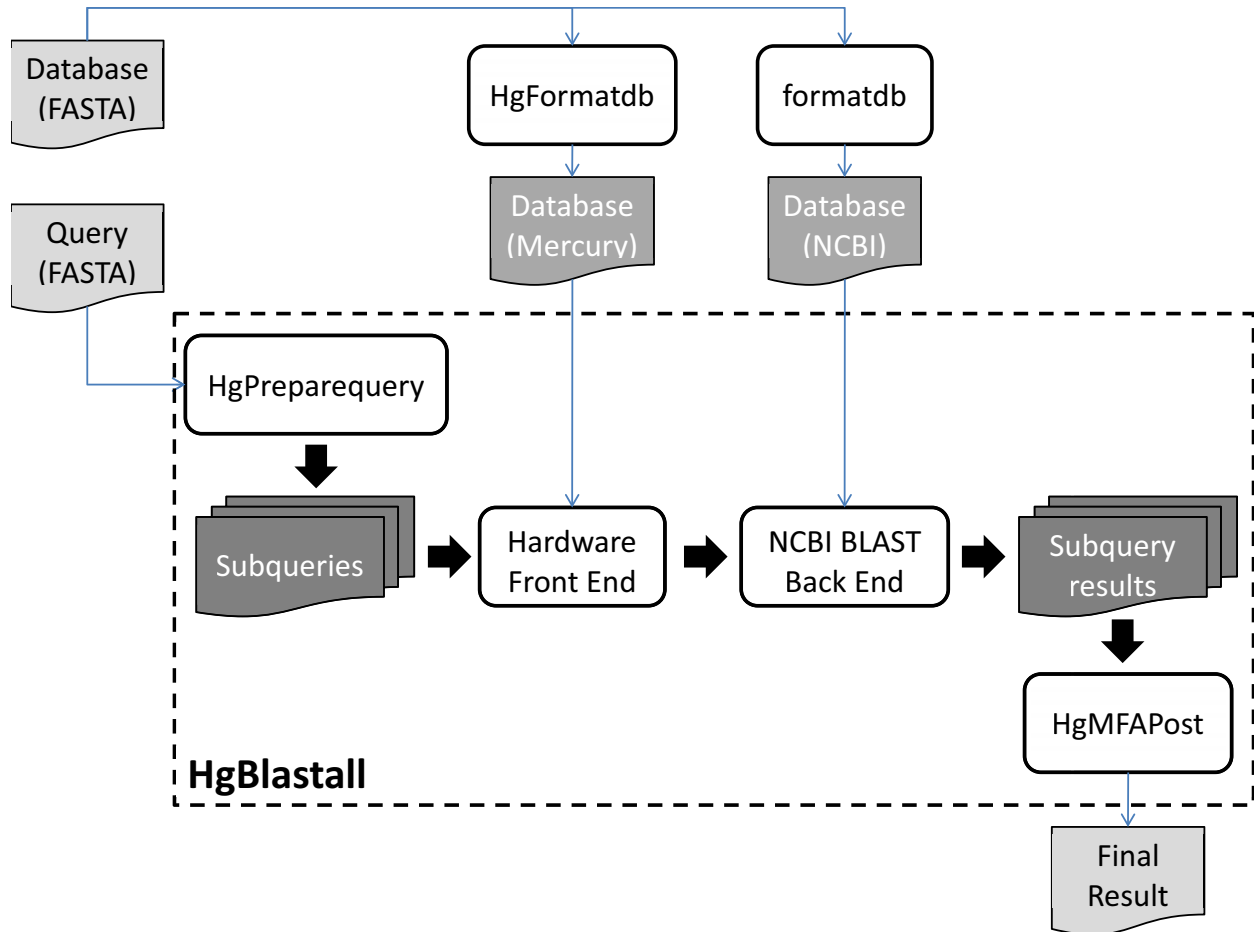 Database
(FASTA)
HgFormatdb
formatdb
Database
(Mercury)
Database
(NCBI)
Query
(FASTA)
HgPreparequery
Subqueries
Hardware
Front End
NCBI BLAST
Back End
Subquery
results
HgMFAPost
HgBlastall
Final
Result